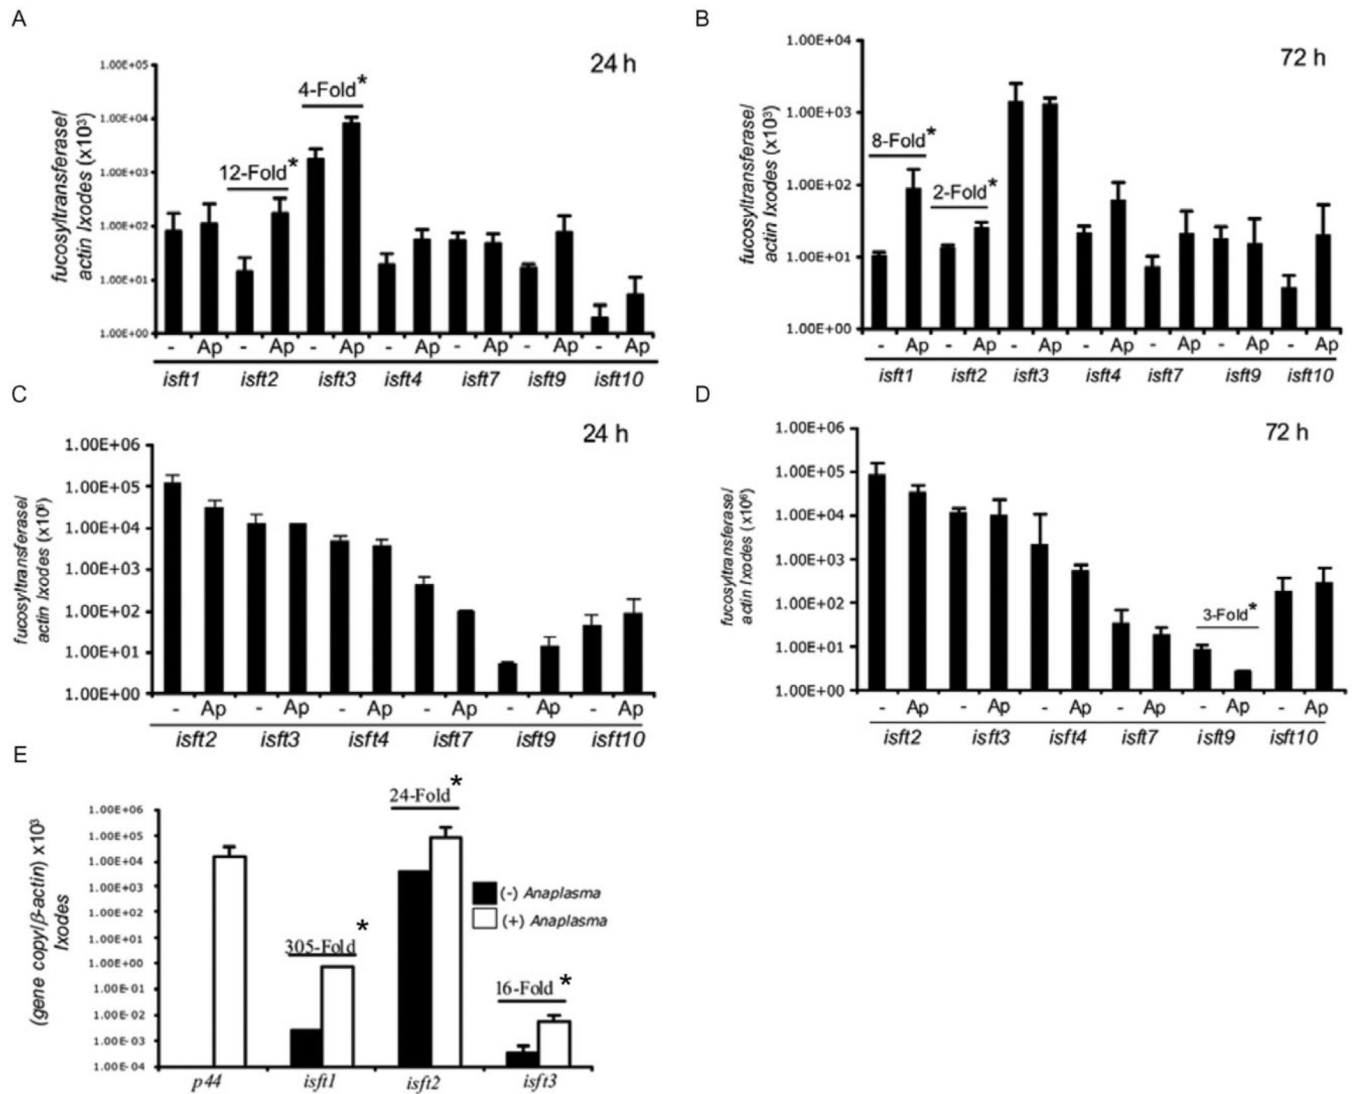 A
24 h
fucosyltransferase/
actin Ixodes (x10³)
1.00E+05
1.00E+04
1.00E+03
1.00E+02
1.00E+01
1.00E+00
4-Fold*
12-Fold*
- Ap - Ap - Ap - Ap - Ap - Ap - Ap
isft1 isft2 isft3 isft4 isft7 isft9 isft10
B
72 h
fucosyltransferase/
actin Ixodes (x10³)
1.00E+04
1.00E+03
1.00E+02
1.00E+01
1.00E+00
8-Fold*
2-Fold*
- Ap - Ap - Ap - Ap - Ap - Ap - Ap
isft1 isft2 isft3 isft4 isft7 isft9 isft10
C
24 h
fucosyltransferase/
actin Ixodes (x10⁶)
1.00E+06
1.00E+05
1.00E+04
1.00E+03
1.00E+02
1.00E+01
1.00E+00
- Ap - Ap - Ap - Ap - Ap - Ap
isft2 isft3 isft4 isft7 isft9 isft10
D
72 h
fucosyltransferase/
actin Ixodes (x10⁶)
1.00E+06
1.00E+05
1.00E+04
1.00E+03
1.00E+02
1.00E+01
1.00E+00
3-Fold*
- Ap - Ap - Ap - Ap - Ap - Ap
isft2 isft3 isft4 isft7 isft9 isft10
E
(gene copy/β-actin) x10³
Ixodes
1.00E+06
1.00E+05
1.00E+04
1.00E+03
1.00E+02
1.00E+01
1.00E+00
1.00E-01
1.00E-02
1.00E-03
1.00E-04
24-Fold*
305-Fold*
16-Fold*
(-) Anaplasma
(+) Anaplasma
p44 isft1 isft2 isft3